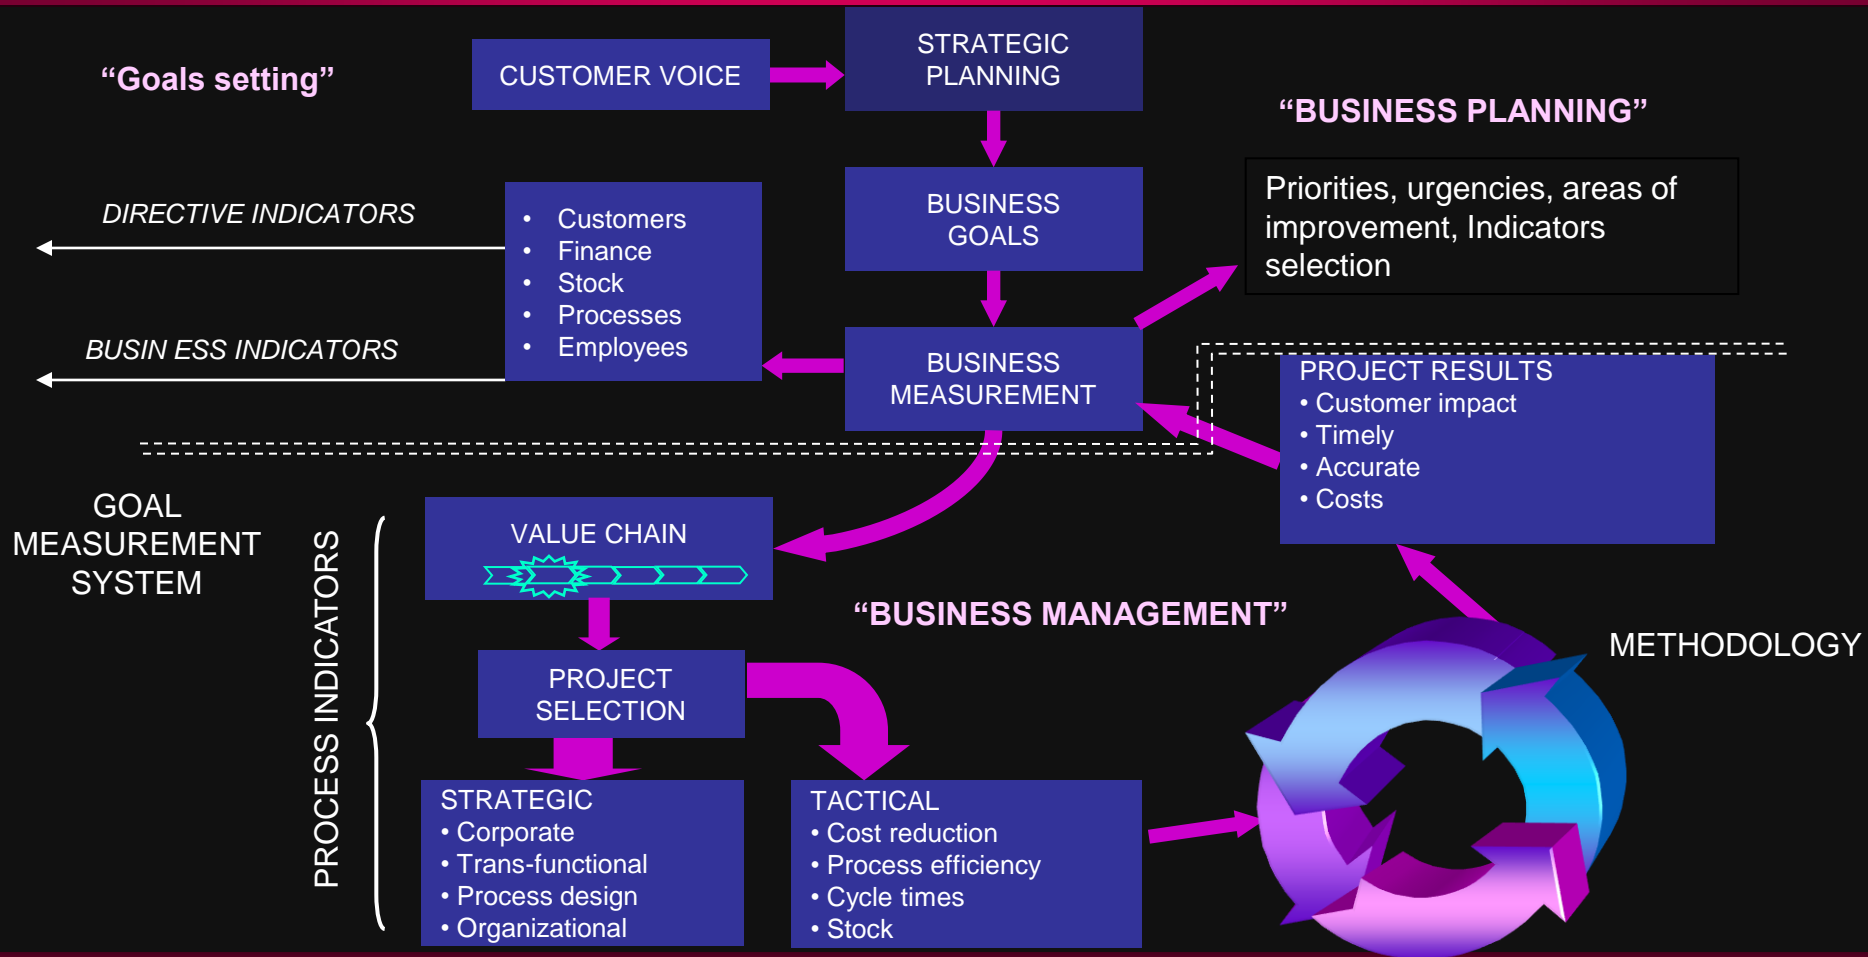 “Goals setting”
CUSTOMER VOICE
STRATEGIC
PLANNING
“BUSINESS PLANNING”
DIRECTIVE INDICATORS
BUSIN ESS INDICATORS
• Customers
• Finance
• Stock
• Processes
• Employees
BUSINESS
GOALS
Priorities, urgencies, areas of
improvement, Indicators
selection
BUSINESS
MEASUREMENT
PROJECT RESULTS
• Customer impact
• Timely
• Accurate
• Costs
GOAL
MEASUREMENT
SYSTEM
PROCESS INDICATORS
VALUE CHAIN
“BUSINESS MANAGEMENT”
METHODOLOGY
PROJECT
SELECTION
STRATEGIC
• Corporate
• Trans-functional
• Process design
• Organizational
TACTICAL
• Cost reduction
• Process efficiency
• Cycle times
• Stock